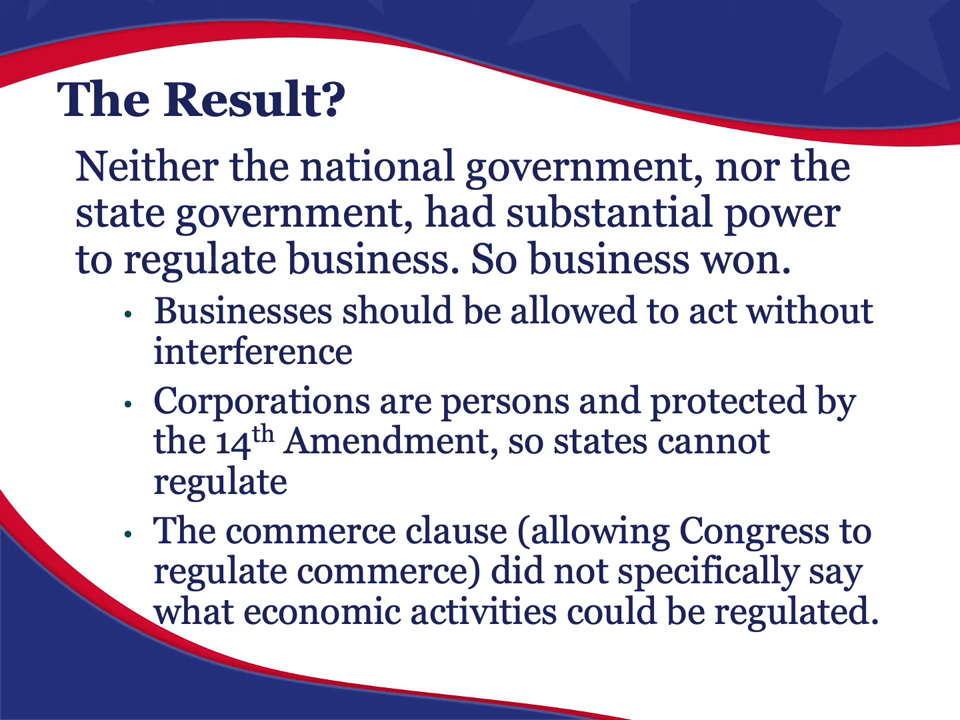 The Result?
Neither the national government, nor the
state government, had substantial power
to regulate business. So business won.
• Businesses should be allowed to act without
interference
• Corporations are persons and protected by
the 14th Amendment, so states cannot
regulate
• The commerce clause (allowing Congress to
regulate commerce) did not specifically say
what economic activities could be regulated.